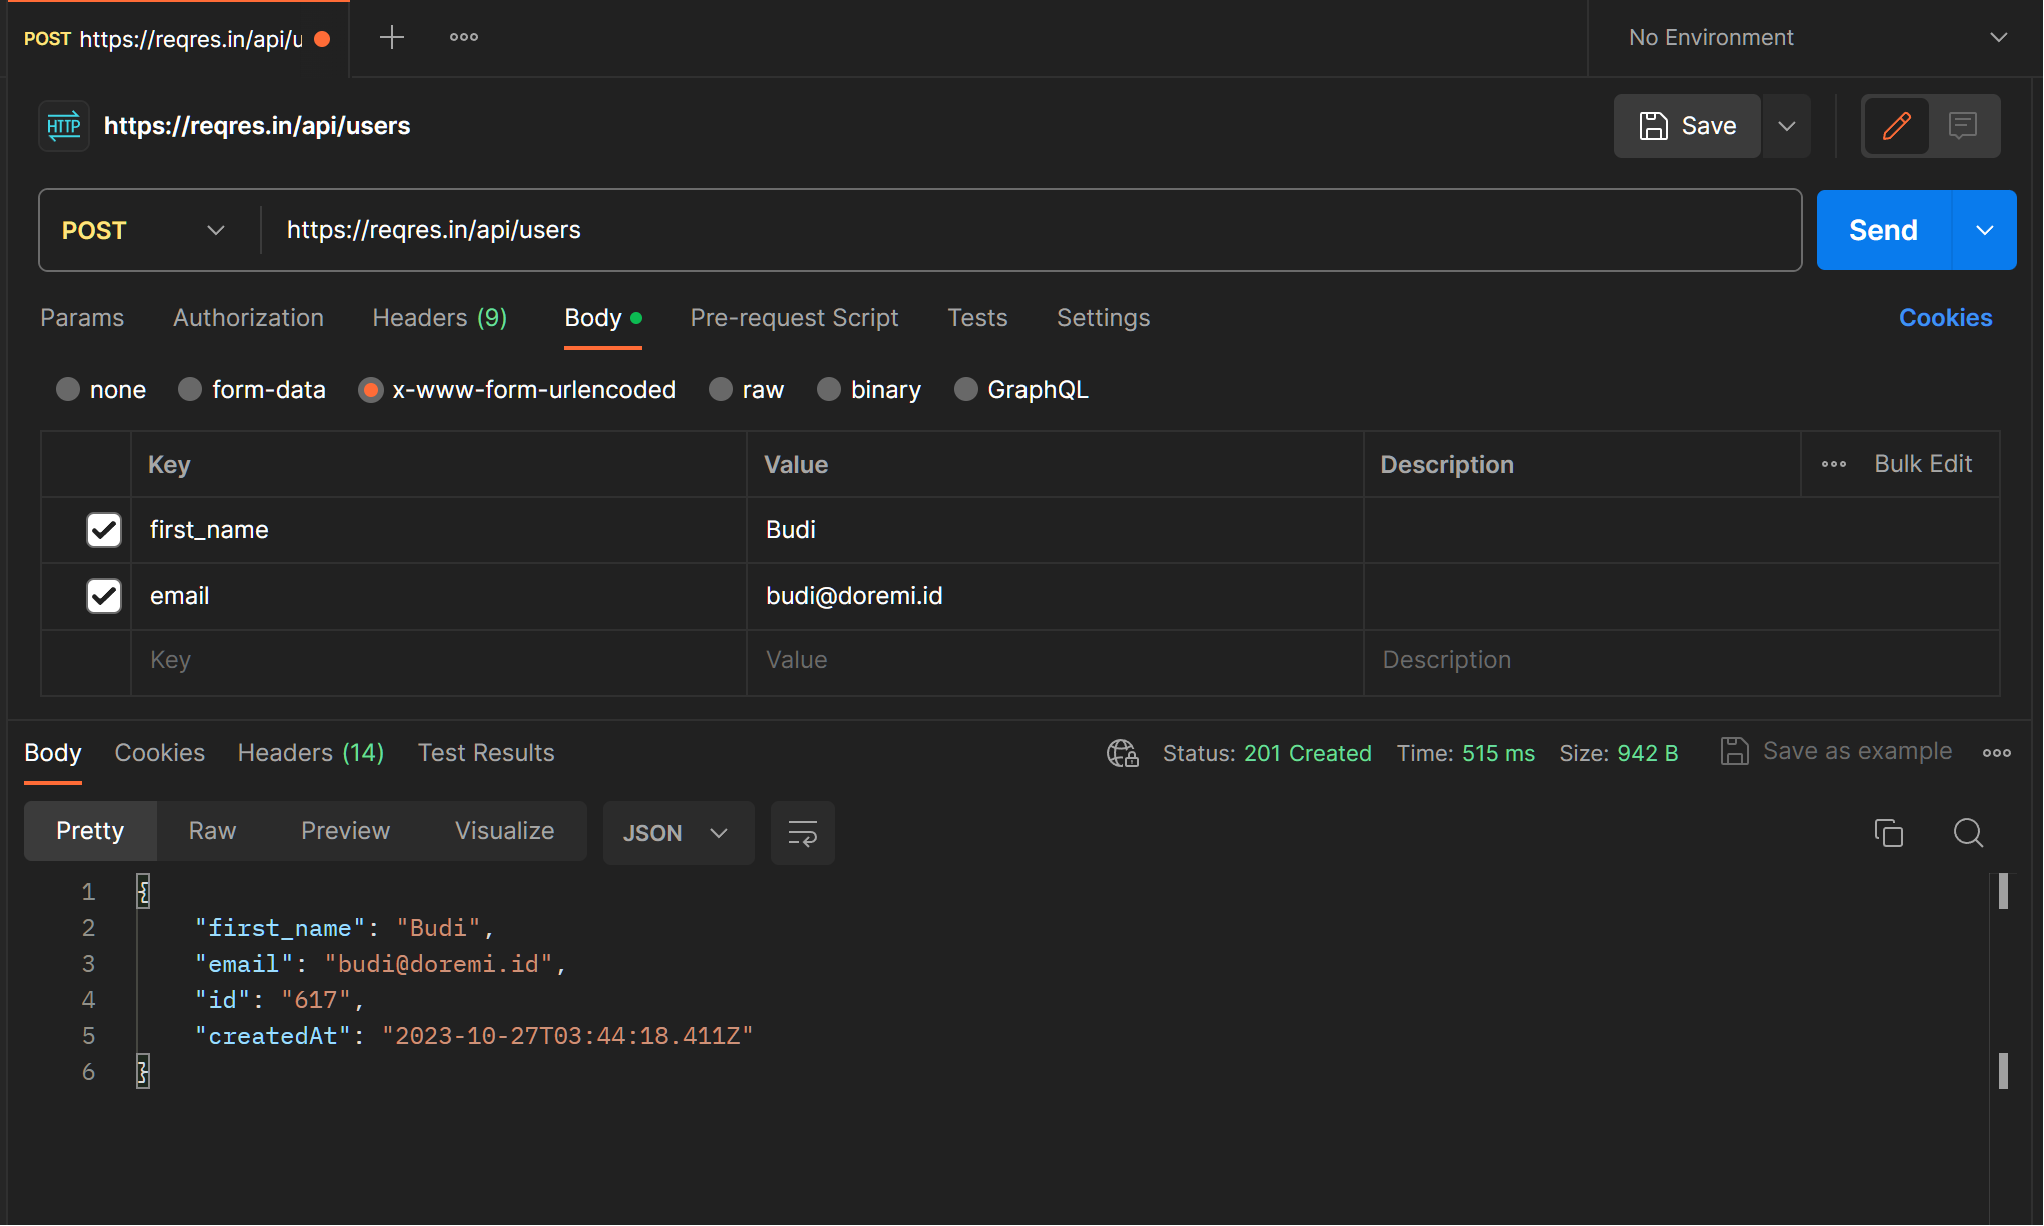 POST https://reqres.in/api/u
No Environment
HTTP https://reqres.in/api/users
Save
POST https://reqres.in/api/users
Send
Params Authorization Headers (9) Body Pre-request Script Tests Settings Cookies
none form-data x-www-form-urlencoded raw binary GraphQL
Key Value Description Bulk Edit
first_name Budi
email budi@doremi.id
Key Value Description
Body Cookies Headers (14) Test Results Status: 201 Created Time: 515 ms Size: 942 B Save as example
Pretty Raw Preview Visualize JSON
1 {
2 "first_name": "Budi",
3 "email": "budi@doremi.id",
4 "id": "617",
5 "createdAt": "2023-10-27T03:44:18.411Z"
6 }